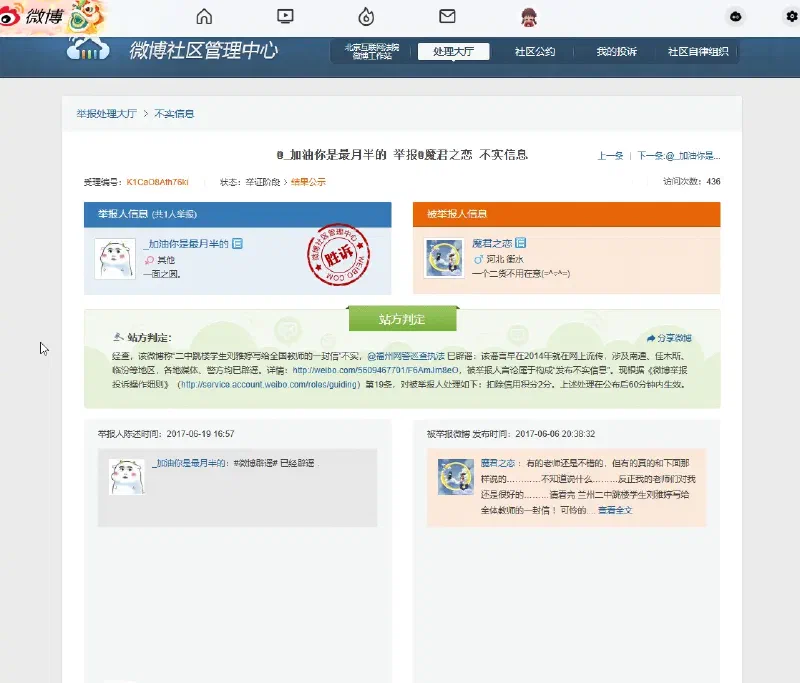 微博
微博社区管理中心
北京互联网法院
微博工作站
处理大厅
社区公约
我的投诉
社区自律组织
举报处理大厅 > 不实信息
@_加油你是最月半的 举报@魔君之恋 不实信息
上一条 | 下一条:@_加油你是...
受理编号: K1CaD8Ath76ki
状态: 举证阶段 > 结果公示
访问次数: 436
举报人信息 (共1人举报)
_加油你是最月半的
其他
一面之圆。
微博社区管理中心
胜诉
WEIBO.COM
被举报人信息
魔君之恋
河北 衡水
一个二货不用在意(=^÷^=)
站方判定
站方判定:
分享微博
经查, 该微博称"二中跳楼学生刘雅婷写给全国教师的一封信"不实, @福州网警巡查执法 已辟谣: 该谣言早在2014年就在网上流传, 涉及南通、佳木斯、
临汾等地区, 各地媒体、警方均已辟谣。详情: http://weibo.com/5609467701/F6AmJm8eO。被举报人言论属于构成"发布不实信息"。现根据《微博举报
投诉操作细则》 (http://service.account.weibo.com/roles/guiding) 第19条, 对被举报人处理如下: 扣除信用积分2分。上述处理在公布后60分钟内生效。
举报人陈述时间: 2017-06-19 16:57
_加油你是最月半的: #微博辟谣# 已经辟谣
被举报微博 发布时间: 2017-06-06 20:38:32
魔君之恋: 有的老师还是不错的, 但有的真的和下面那
样说的…………不知道说什么………反正我的老师们对我
还是很好的………德看完 兰州二中跳楼学生刘雅婷写给
全体教师的一封信! 可怜的... 查看全文